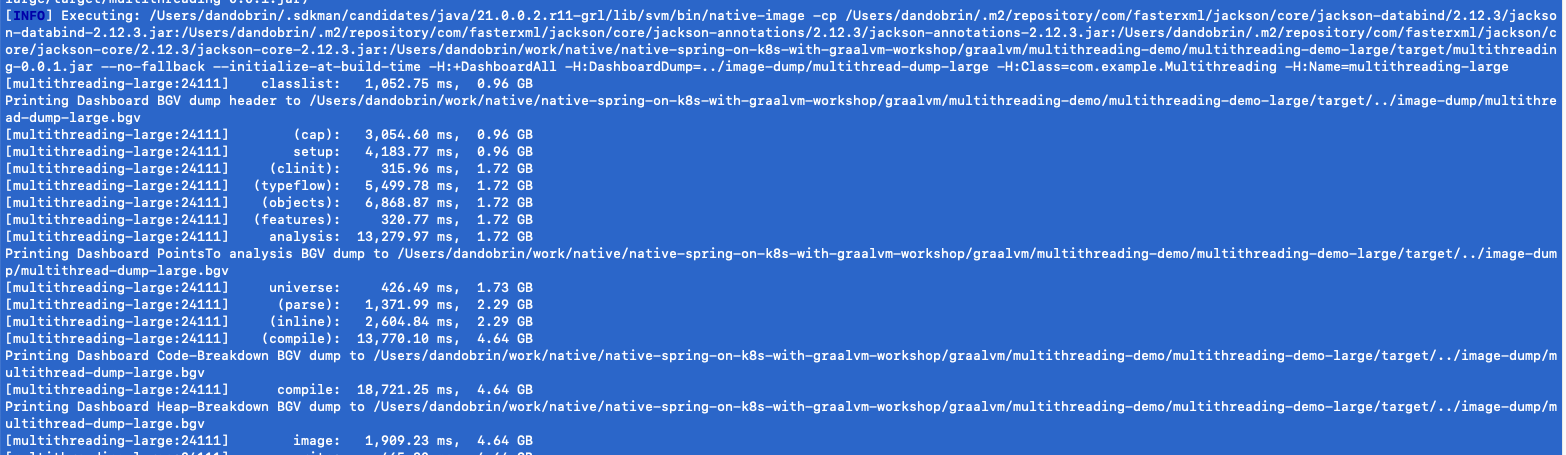 [INFO] Executing: /Users/dandobrin/.sdkman/candidates/java/21.0.0.2.r11-grl/lib/svm/bin/native-image -cp /Users/dandobrin/.m2/repository/com/fasterxml/jackson/core/jackson-databind/2.12.3/jackso
n-databind-2.12.3.jar:/Users/dandobrin/.m2/repository/com/fasterxml/jackson/core/jackson-annotations/2.12.3/jackson-annotations-2.12.3.jar:/Users/dandobrin/.m2/repository/com/fasterxml/jackson/c
ore/jackson-core/2.12.3/jackson-core-2.12.3.jar:/Users/dandobrin/work/native/native-spring-on-k8s-with-graalvm-workshop/graalvm/multithreading-demo/multithreading-demo-large/target/multithreadin
g-0.0.1.jar --no-fallback --initialize-at-build-time -H:+DashboardAll -H:DashboardDump=../image-dump/multithread-dump-large -H:Class=com.example.Multithreading -H:Name=multithreading-large
[multithreading-large:24111]    classlist:   1,052.75 ms,  0.96 GB
Printing Dashboard BGV dump header to /Users/dandobrin/work/native/native-spring-on-k8s-with-graalvm-workshop/graalvm/multithreading-demo/multithreading-demo-large/target/../image-dump/multithre
ad-dump-large.bgv
[multithreading-large:24111]        (cap):   3,054.60 ms,  0.96 GB
[multithreading-large:24111]        setup:   4,183.77 ms,  0.96 GB
[multithreading-large:24111]     (clinit):     315.96 ms,  1.72 GB
[multithreading-large:24111]   (typeflow):   5,499.78 ms,  1.72 GB
[multithreading-large:24111]    (objects):   6,868.87 ms,  1.72 GB
[multithreading-large:24111]   (features):     320.77 ms,  1.72 GB
[multithreading-large:24111]     analysis:  13,279.97 ms,  1.72 GB
Printing Dashboard PointsTo analysis BGV dump to /Users/dandobrin/work/native/native-spring-on-k8s-with-graalvm-workshop/graalvm/multithreading-demo/multithreading-demo-large/target/../image-dum
p/multithread-dump-large.bgv
[multithreading-large:24111]     universe:     426.49 ms,  1.73 GB
[multithreading-large:24111]      (parse):   1,371.99 ms,  2.29 GB
[multithreading-large:24111]     (inline):   2,604.84 ms,  2.29 GB
[multithreading-large:24111]    (compile):  13,770.10 ms,  4.64 GB
Printing Dashboard Code-Breakdown BGV dump to /Users/dandobrin/work/native/native-spring-on-k8s-with-graalvm-workshop/graalvm/multithreading-demo/multithreading-demo-large/target/../image-dump/m
ultithread-dump-large.bgv
[multithreading-large:24111]      compile:  18,721.25 ms,  4.64 GB
Printing Dashboard Heap-Breakdown BGV dump to /Users/dandobrin/work/native/native-spring-on-k8s-with-graalvm-workshop/graalvm/multithreading-demo/multithreading-demo-large/target/../image-dump/m
ultithread-dump-large.bgv
[multithreading-large:24111]        image:   1,909.23 ms,  4.64 GB